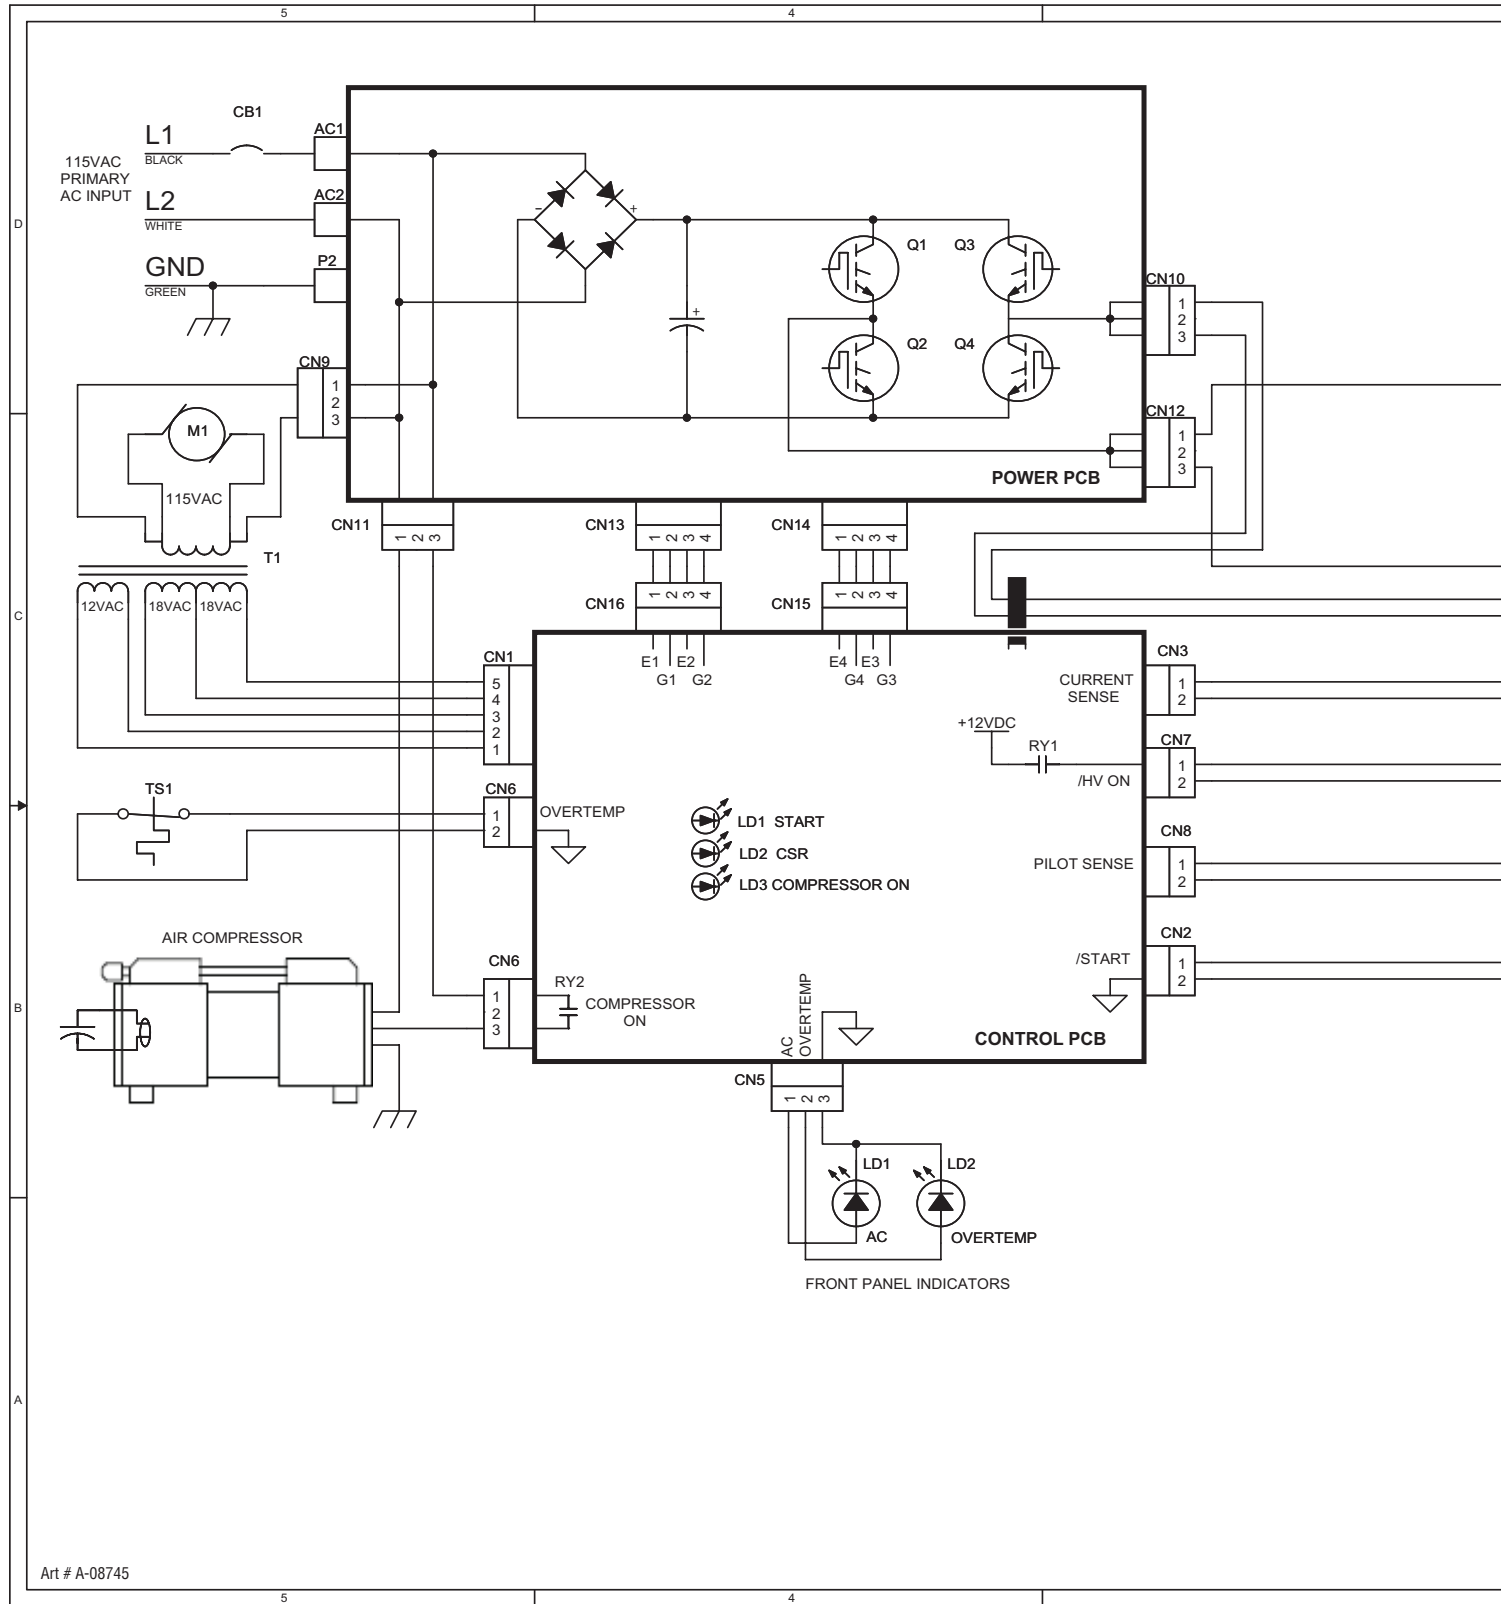 5
4
CB1
L1
BLACK
AC1
115VAC
PRIMARY
AC INPUT
L2
WHITE
AC2
D
GND
GREEN
P2
−
+
+
Q1
Q3
Q2
Q4
CN10
1
2
3
CN9
1
2
3
CN12
1
2
3
M1
115VAC
POWER PCB
CN11
1 2 3
CN13
1 2 3 4
CN14
1 2 3 4
T1
12VAC
18VAC
18VAC
C
CN16
1 2 3 4
CN15
1 2 3 4
E1 E2
G1 G2
E4 E3
G4 G3
CN1
5
4
3
2
1
CURRENT
SENSE
CN3
1
2
+12VDC
RY1
/HV ON
CN7
1
2
TS1
CN6
1
2
OVERTEMP
LD1 START
LD2 CSR
LD3 COMPRESSOR ON
PILOT SENSE
CN8
1
2
AIR COMPRESSOR
CN6
1
2
3
RY2
COMPRESSOR
ON
/START
CN2
1
2
B
AC
OVERTEMP
CONTROL PCB
CN5
1 2 3
LD1
LD2
AC
OVERTEMP
FRONT PANEL INDICATORS
A
Art # A-08745
5
4